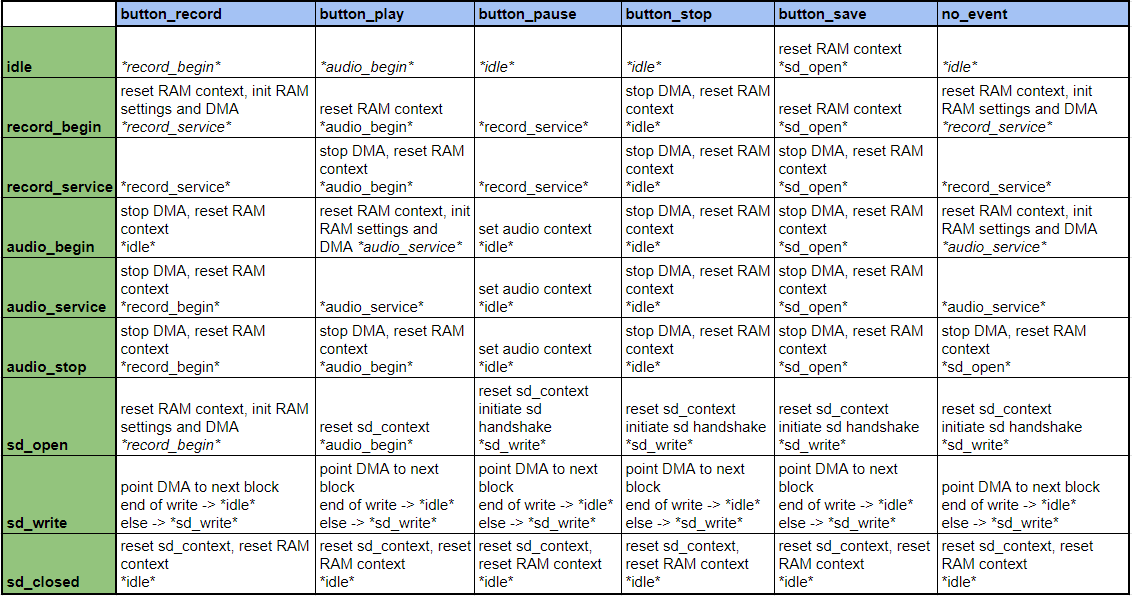 button_record button_play button_pause button_stop button_save no_event
idle
*record_begin*
*audio_begin*
*idle*
*idle*
reset RAM context
*sd_open*
*idle*
record_begin
reset RAM context, init RAM
settings and DMA
*record_service*
reset RAM context
*audio_begin*
*record_service*
stop DMA, reset RAM
context
*idle*
reset RAM context
*sd_open*
reset RAM context, init
RAM settings and DMA
*record_service*
record_service
*record_service*
stop DMA, reset RAM
context
*audio_begin*
*record_service*
stop DMA, reset RAM
context
*idle*
stop DMA, reset RAM
context
*sd_open*
*record_service*
audio_begin
stop DMA, reset RAM
context
*idle*
reset RAM context, init
RAM settings and
DMA *audio_service*
set audio context
*idle*
stop DMA, reset RAM
context
*idle*
stop DMA, reset RAM
context
*sd_open*
reset RAM context, init
RAM settings and DMA
*audio_service*
audio_service
stop DMA, reset RAM
context
*record_begin*
*audio_service*
set audio context
*idle*
stop DMA, reset RAM
context
*idle*
stop DMA, reset RAM
context
*sd_open*
*audio_service*
audio_stop
stop DMA, reset RAM
context
*record_begin*
stop DMA, reset RAM
context
*audio_begin*
set audio context
*idle*
stop DMA, reset RAM
context
*idle*
stop DMA, reset RAM
context
*sd_open*
stop DMA, reset RAM
context
*sd_open*
sd_open
reset RAM context, init RAM
settings and DMA
*record_begin*
reset sd_context
*audio_begin*
reset sd_context
initiate sd
handshake
*sd_write*
reset sd_context
initiate sd handshake
*sd_write*
reset sd_context
initiate sd handshake
*sd_write*
reset sd_context
initiate sd handshake
*sd_write*
sd_write
point DMA to next block
end of write -> *idle*
else -> *sd_write*
point DMA to next
block
end of write -> *idle*
else -> *sd_write*
point DMA to next
block
end of write -> *idle*
else -> *sd_write*
point DMA to next
block
end of write -> *idle*
else -> *sd_write*
point DMA to next
block
end of write -> *idle*
else -> *sd_write*
point DMA to next block
end of write -> *idle*
else -> *sd_write*
sd_closed
reset sd_context, reset RAM
context
*idle*
reset sd_context, reset
RAM context
*idle*
reset sd_context,
reset RAM context
*idle*
reset sd_context,
reset RAM context
*idle*
reset sd_context, reset
RAM context
*idle*
reset sd_context, reset
RAM context
*idle*